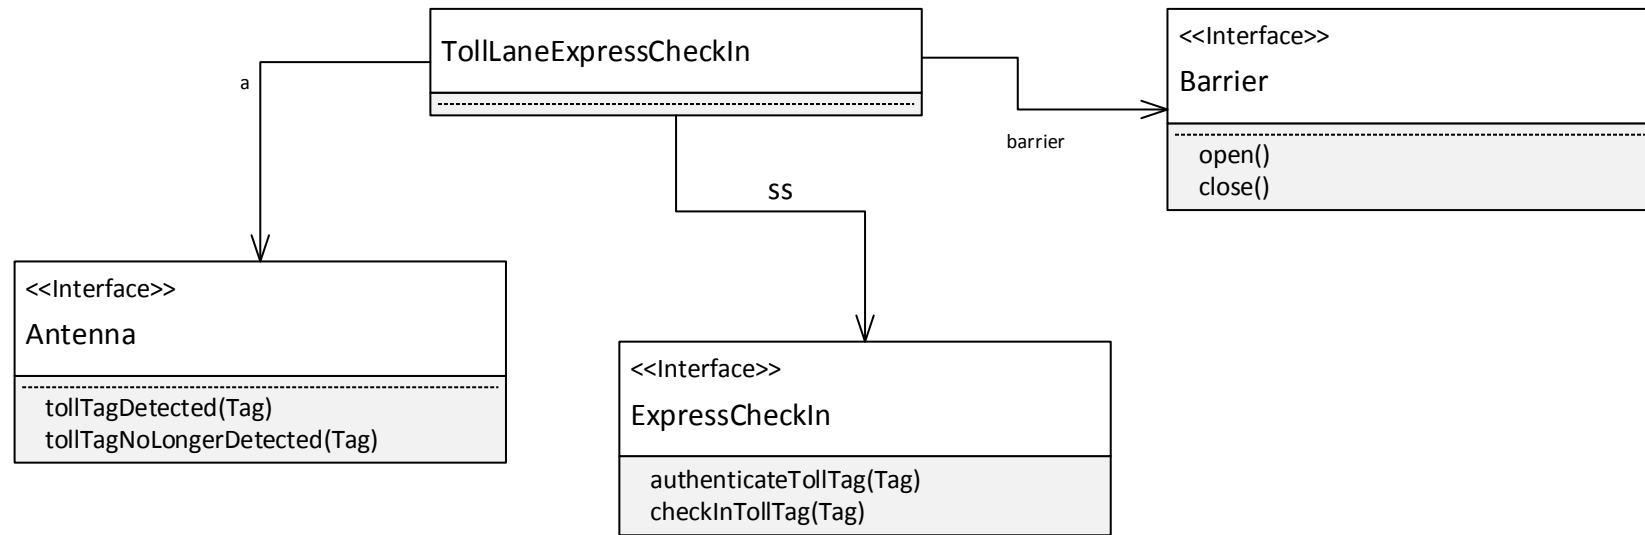 TollLaneExpressCheckIn
<<Interface>>
Barrier
open()
close()
a
barrier
ss
<<Interface>>
Antenna
tollTagDetected(Tag)
tollTagNoLongerDetected(Tag)
<<Interface>>
ExpressCheckIn
authenticateTollTag(Tag)
checkInTollTag(Tag)